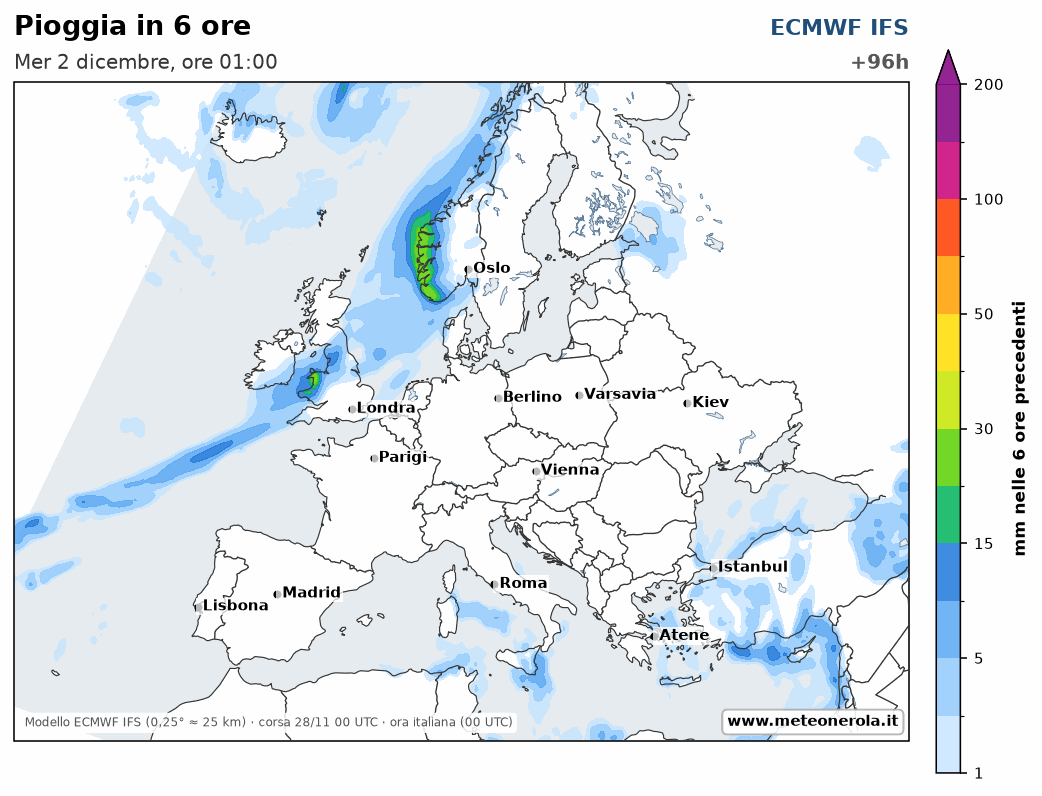 Pioggia in 6 ore
ECMWF IFS
Mer 2 dicembre, ore 01:00
+96h
200
100
50
30
15
5
1
mm nelle 6 ore precedenti
Oslo
Berlino
Varsavia
Kiev
Londra
Parigi
Vienna
Istanbul
Roma
Madrid
Lisbona
Atene
Modello ECMWF IFS (0,25° ≈ 25 km) · corsa 28/11 00 UTC · ora italiana (00 UTC)
www.meteonerola.it